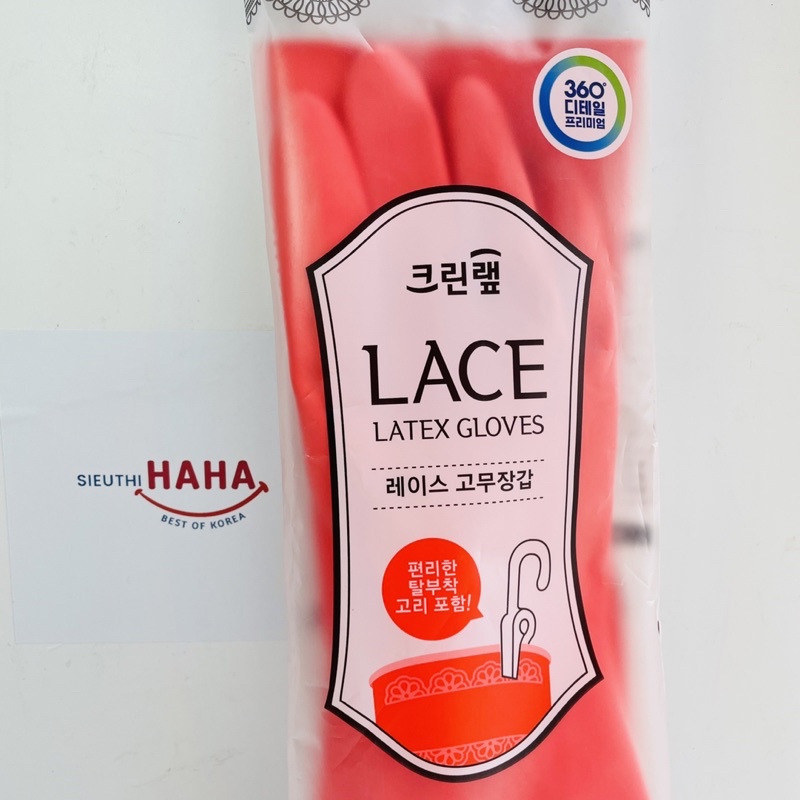 360°
디테일
프리미엄
크린랲
LACE
LATEX GLOVES
레이스 고무장갑
편리한
탈부착
고리 포함!
SIEUTHI HAHA
BEST OF KOREA